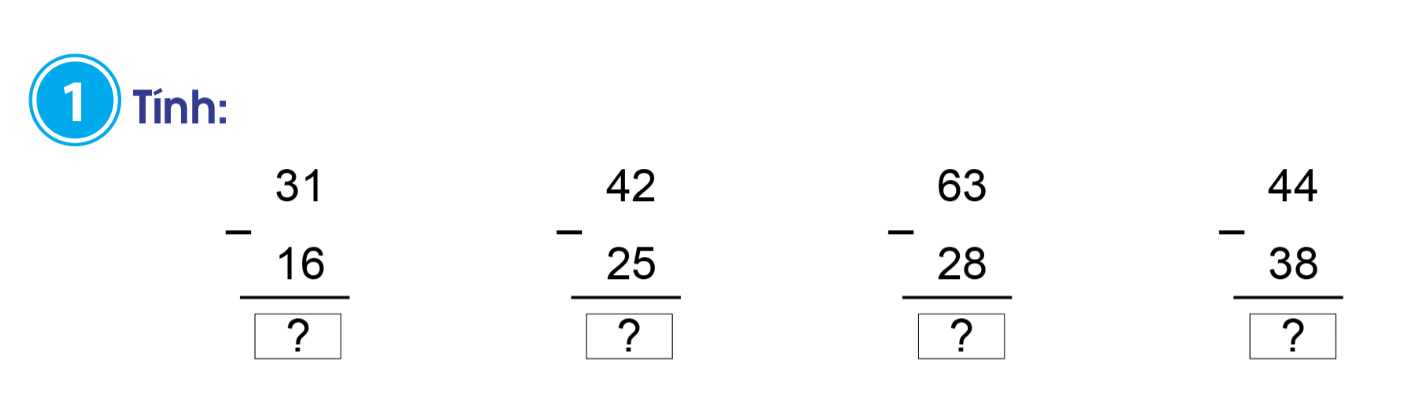 1 Tính:
31 42 63 44
– – – –
16 25 28 38
? ? ? ?